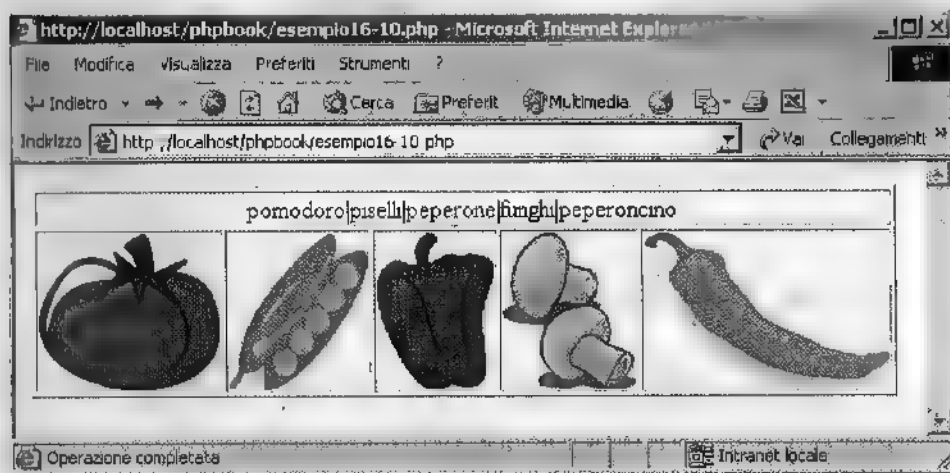 http://localhost/phpbook/esempio16-10.php - Microsoft Internet Explorer
File Modifica Visualizza Preferiti Strumenti ?
Indietro Cerca Preferiti Multimedia
Indirizzo http://localhost/phpbook/esempio16-10.php Vai Collegamenti »
pomodoro|piselli|peperone|funghi|peperoncino
Operazione completata Intranet locale